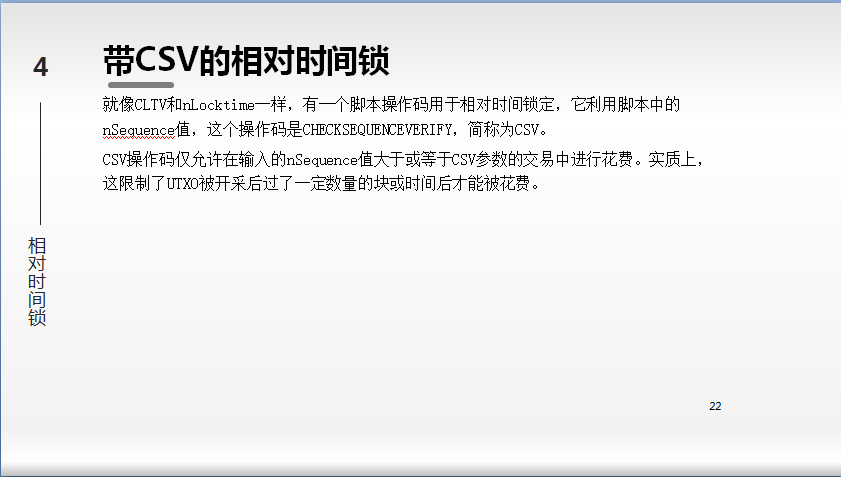 4
带CSV的相对时间锁
就像CLTV和nLocktime一样，有一个脚本操作码用于相对时间锁定，它利用脚本中的
nSequence值，这个操作码是CHECKSEQUENCEVERIFY，简称为CSV。
CSV操作码仅允许在输入的nSequence值大于或等于CSV参数的交易中进行花费。实质上，
这限制了UTXO被开采后过了一定数量的块或时间后才能被花费。
相对时间锁
22